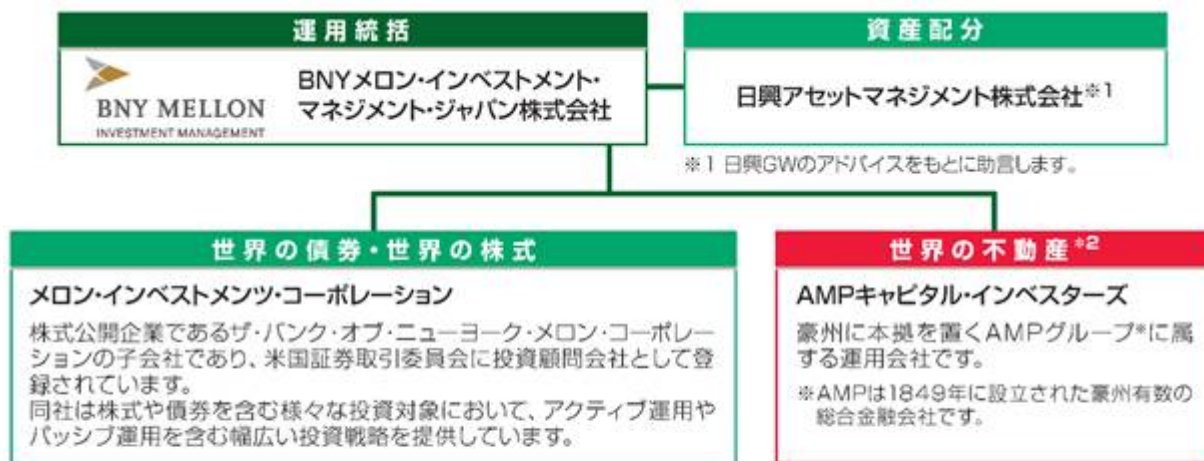 運用統括
BNY MELLON
INVESTMENT MANAGEMENT
BNYメロン・インベストメント・
マネジメント・ジャパン株式会社
資産配分
日興アセットマネジメント株式会社※1
※1 日興GWのアドバイスをもとに助言します。
世界の債券・世界の株式
メロン・インベストメンツ・コーポレーション
株式公開企業であるザ・バンク・オブ・ニューヨーク・メロン・コーポレー
ションの子会社であり、米国証券取引委員会に投資顧問会社として登
録されています。
同社は株式や債券を含む様々な投資対象において、アクティブ運用や
パッシブ運用を含む幅広い投資戦略を提供しています。
世界の不動産※2
AMPキャピタル・インベスターズ
豪州に本拠を置くAMPグループ※に属
する運用会社です。
※AMPは1849年に設立された豪州有数の
総合金融会社です。